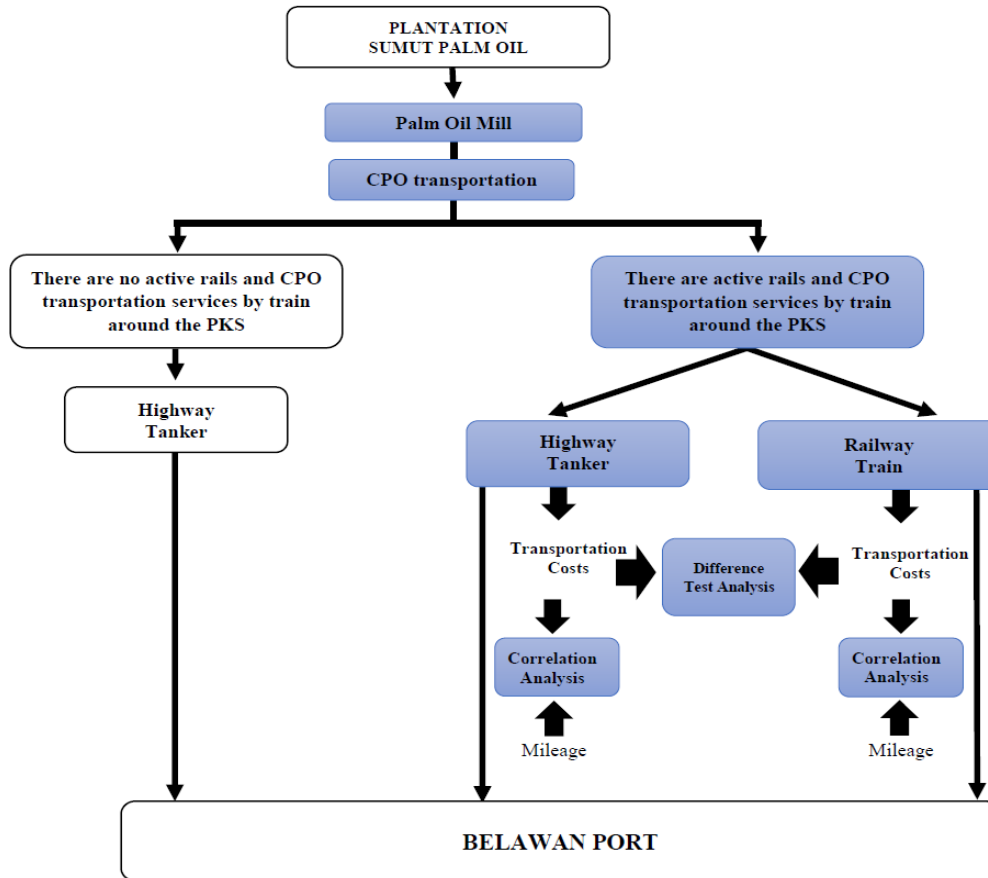 PLANTATION
SUMUT PALM OIL
Palm Oil Mill
CPO transportation
There are no active rails and CPO
transportation services by train
around the PKS
There are active rails and CPO
transportation services by train
around the PKS
Highway
Tanker
Highway
Tanker
Railway
Train
Transportation
Costs
Difference
Test Analysis
Transportation
Costs
Correlation
Analysis
Correlation
Analysis
Mileage
Mileage
BELAWAN PORT